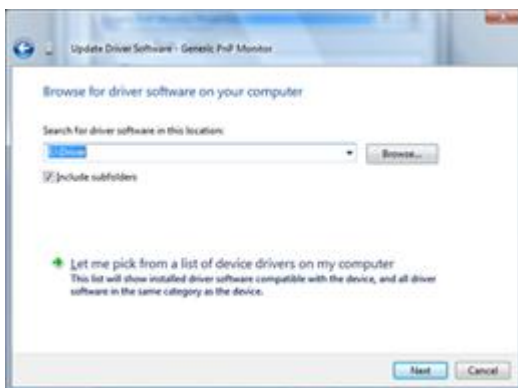 Update Driver Software - Generic PnP Monitor
Browse for driver software on your computer
Search for driver software in this location:
Browse...
Include subfolders
Let me pick from a list of device drivers on my computer
This list will show installed driver software compatible with the device, and all driver
software in the same category as the device.
Next
Cancel